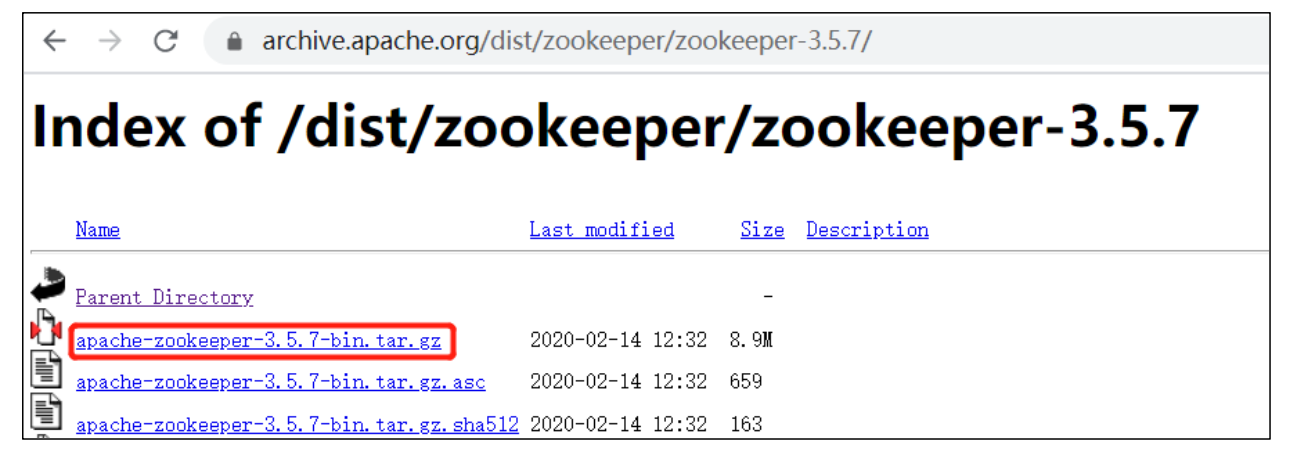 archive.apache.org/dist/zookeeper/zookeeper-3.5.7/
Index of /dist/zookeeper/zookeeper-3.5.7
Name Last modified Size Description
Parent Directory -
apache-zookeeper-3.5.7-bin.tar.gz 2020-02-14 12:32 8.9M
apache-zookeeper-3.5.7-bin.tar.gz.asc 2020-02-14 12:32 659
apache-zookeeper-3.5.7-bin.tar.gz.sha512 2020-02-14 12:32 163